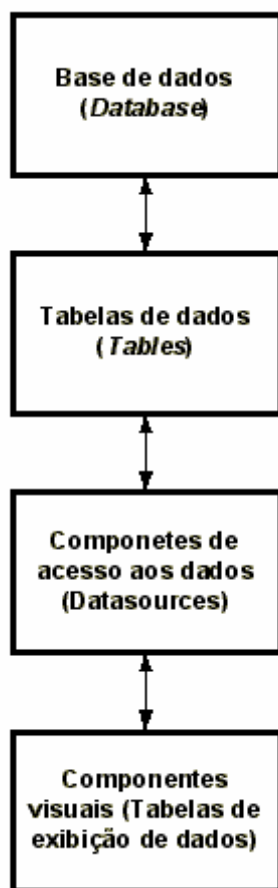 Base de dados
(Database)
Tabelas de dados
(Tables)
Componetes de
acesso aos dados
(Datasources)
Componentes
visuais (Tabelas de
exibição de dados)